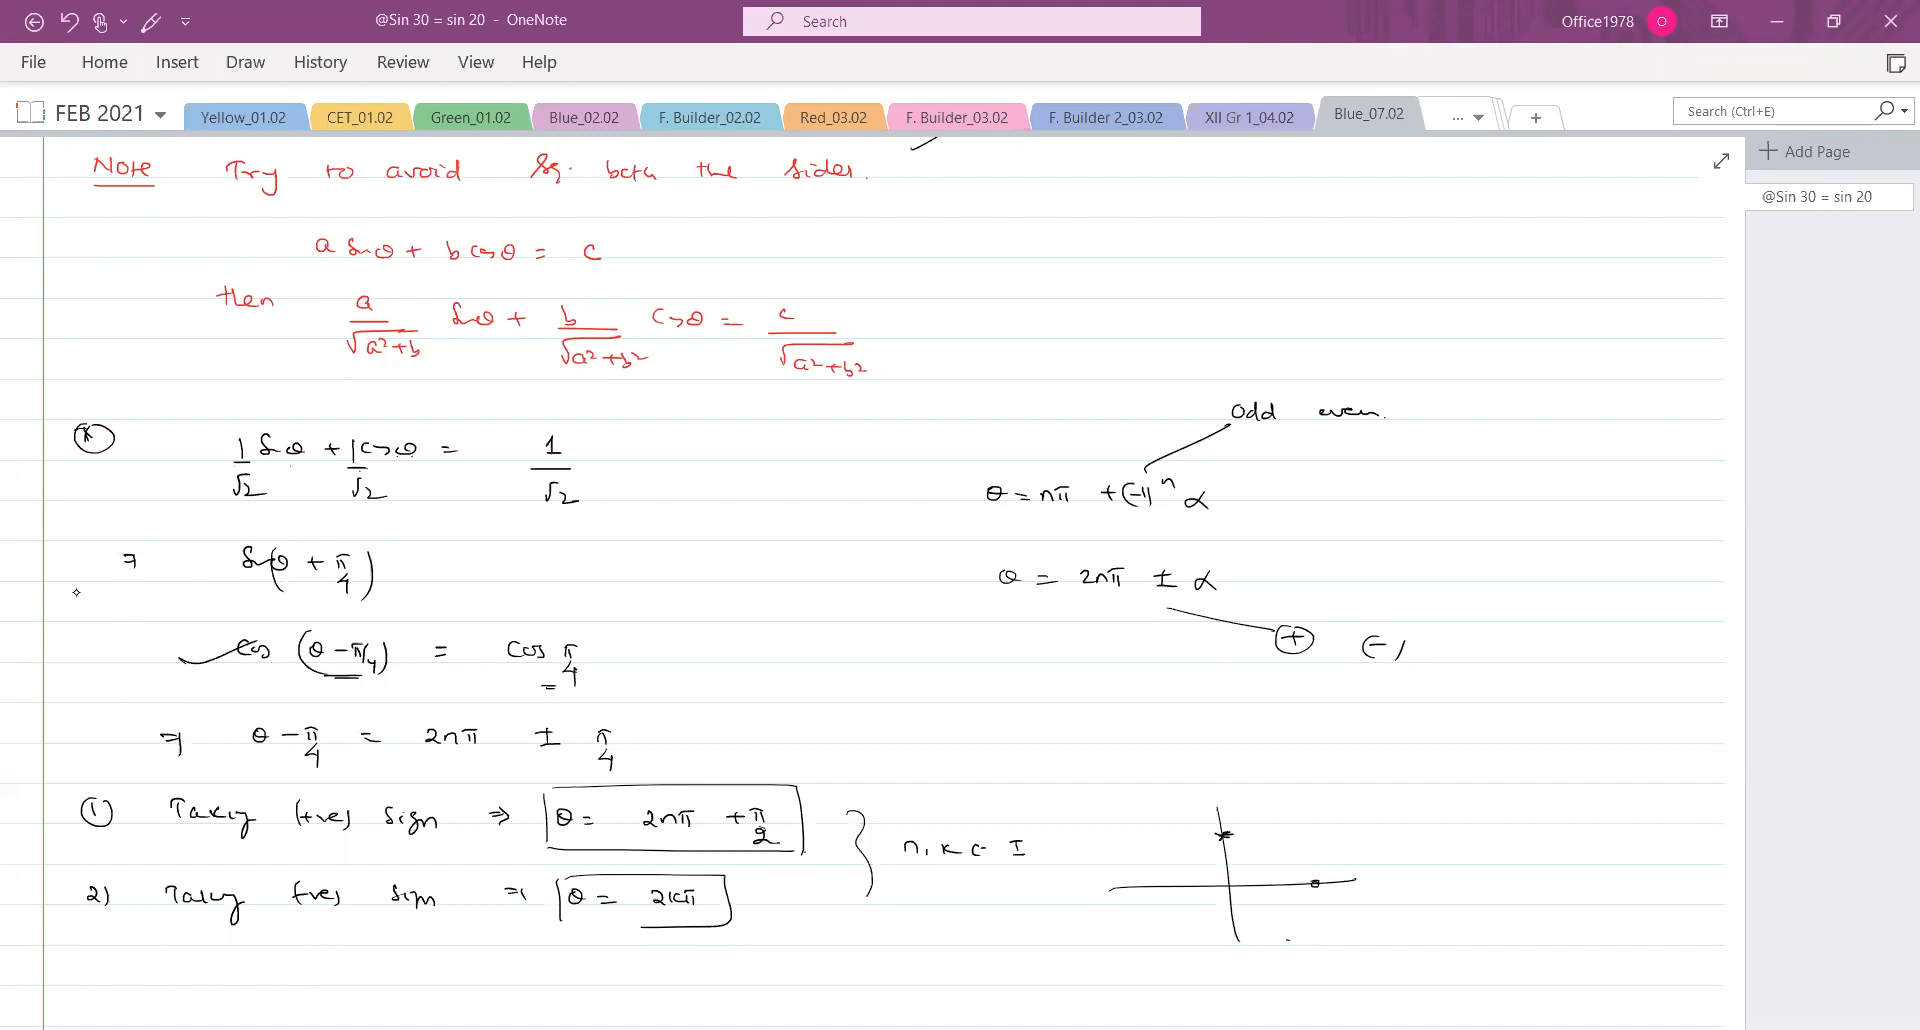 @Sin 30 = sin 20 - OneNote
Search
Office1978
O
File Home Insert Draw History Review View Help
FEB 2021
Yellow_01.02 CET_01.02 Green_01.02 Blue_02.02 F. Builder_02.02 Red_03.02 F. Builder_03.02 F. Builder 2_03.02 XII Gr 1_04.02 Blue_07.02 ... +
Search (Ctrl+E)
+ Add Page
@Sin 30 = sin 20
Note Try to avoid Sq. both the sides.
a Sinθ + b cosθ = c
then a/√(a²+b) Sinθ + b/√(a²+b²) Cosθ = c/√(a²+b²)
* 1/√2 Sinθ + 1/√2 cosθ = 1/√2
⇒ Sin(θ + π/4)
cos (θ - π/4) = cos π/4
⇒ θ - π/4 = 2nπ ± π/4
① Taking (+ve) sign ⇒ θ = 2nπ + π/2
2) Taking (-ve) sign ⇒ θ = 2kπ
n, k ∈ I
odd even.
θ = nπ + (-1)ⁿ α
θ = 2nπ ± α
+ (-)